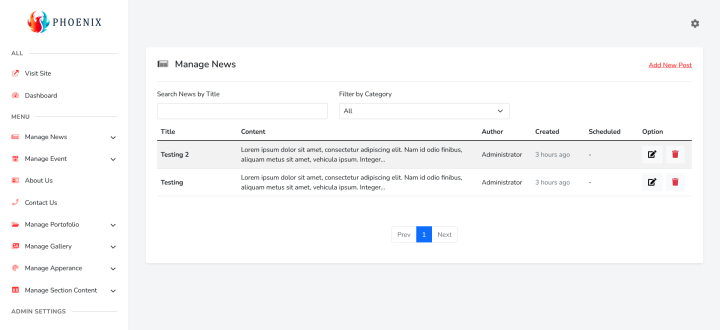 PHOENIX
ALL
Visit Site
Dashboard
MENU
Manage News
Manage Event
About Us
Contact Us
Manage Portofolio
Manage Gallery
Manage Apperance
Manage Section Content
ADMIN SETTINGS
Manage News
Add New Post
Search News by Title
Filter by Category
All
Title Content Author Created Scheduled Option
Testing 2 Lorem ipsum dolor sit amet, consectetur adipiscing elit. Nam id odio finibus, Administrator 3 hours ago -
aliquam metus sit amet, vehicula ipsum. Integer...
Testing Lorem ipsum dolor sit amet, consectetur adipiscing elit. Nam id odio finibus, Administrator 3 hours ago -
aliquam metus sit amet, vehicula ipsum. Integer...
Prev 1 Next